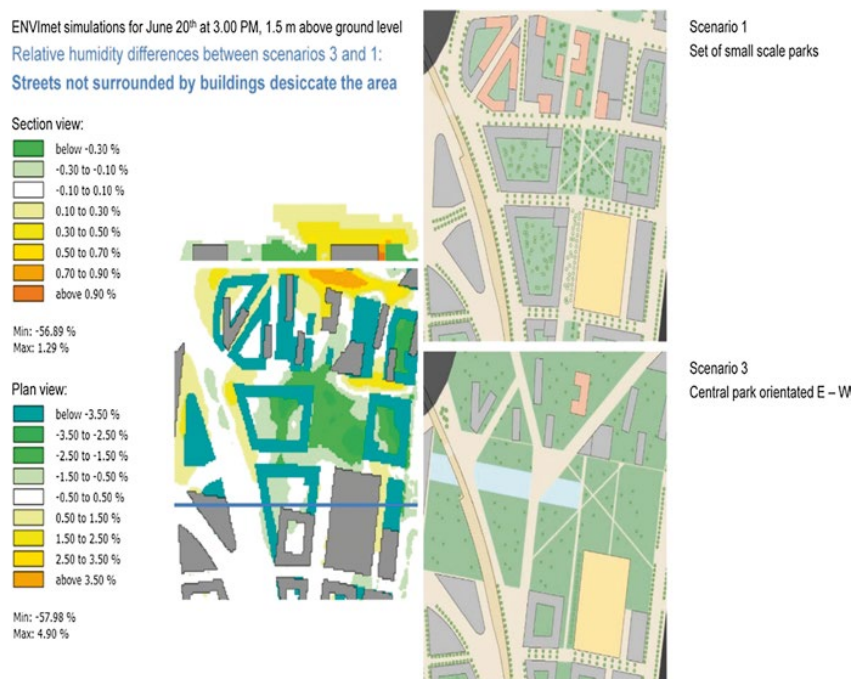 ENVImet simulations for June 20th at 3.00 PM, 1.5 m above ground level
Relative humidity differences between scenarios 3 and 1:
Streets not surrounded by buildings desiccate the area
Section view:
below -0.30 %
-0.30 to -0.10 %
-0.10 to 0.10 %
0.10 to 0.30 %
0.30 to 0.50 %
0.50 to 0.70 %
0.70 to 0.90 %
above 0.90 %
Min: -56.89 %
Max: 1.29 %
Plan view:
below -3.50 %
-3.50 to -2.50 %
-2.50 to -1.50 %
-1.50 to -0.50 %
-0.50 to 0.50 %
0.50 to 1.50 %
1.50 to 2.50 %
2.50 to 3.50 %
above 3.50 %
Min: -57.98 %
Max: 4.90 %
Scenario 1
Set of small scale parks
Scenario 3
Central park orientated E – W